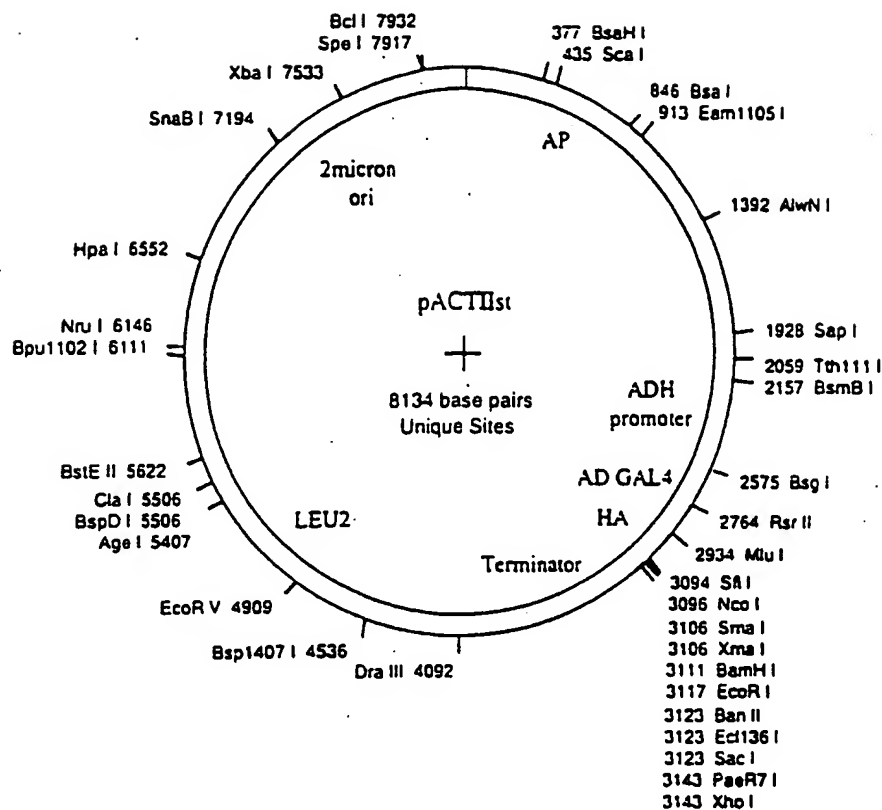 Bcl I 7932
Spe I 7917
Xba I 7533
SnaB I 7194
Hpa I 6552
Nru I 6146
Bpu1102 I 6111
BstE II 5622
Cla I 5506
BspD I 5506
Age I 5407
EcoR V 4909
Bsp1407 I 4536
Dra III 4092
377 BsaH I
435 Sca I
846 Bsa I
913 Eam1105 I
1392 AlwN I
1928 Sap I
2059 Tth111 I
2157 BsmB I
2575 Bsg I
2764 Rsr II
2934 Mlu I
3094 Sfi I
3096 Nco I
3106 Sma I
3106 Xma I
3111 BamH I
3117 EcoR I
3123 Ban II
3123 Ecl136 I
3123 Sac I
3143 PaeR7 I
3143 Xho I
AP
2micron
ori
pACTIIst
8134 base pairs
Unique Sites
ADH
promoter
AD GAL4
HA
Terminator
LEU2